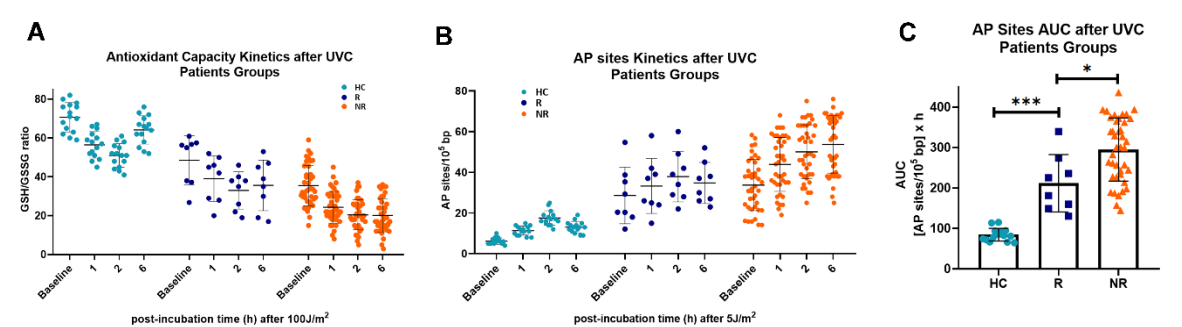 A
Antioxidant Capacity Kinetics after UVC
Patients Groups
HC
R
NR
GSH/GSSG ratio
80
60
40
20
0
Baseline
1
2
6
Baseline
1
2
6
Baseline
1
2
6
post-incubation time (h) after 100J/m²
B
AP sites Kinetics after UVC
Patients Groups
HC
R
NR
AP sites/10⁵ bp
80
60
40
20
0
Baseline
1
2
6
Baseline
1
2
6
Baseline
1
2
6
post-incubation time (h) after 5J/m²
C
AP Sites AUC after UVC
Patients Groups
*
***
AUC
[AP sites/10⁵ bp] x h
400
300
200
100
0
HC
R
NR